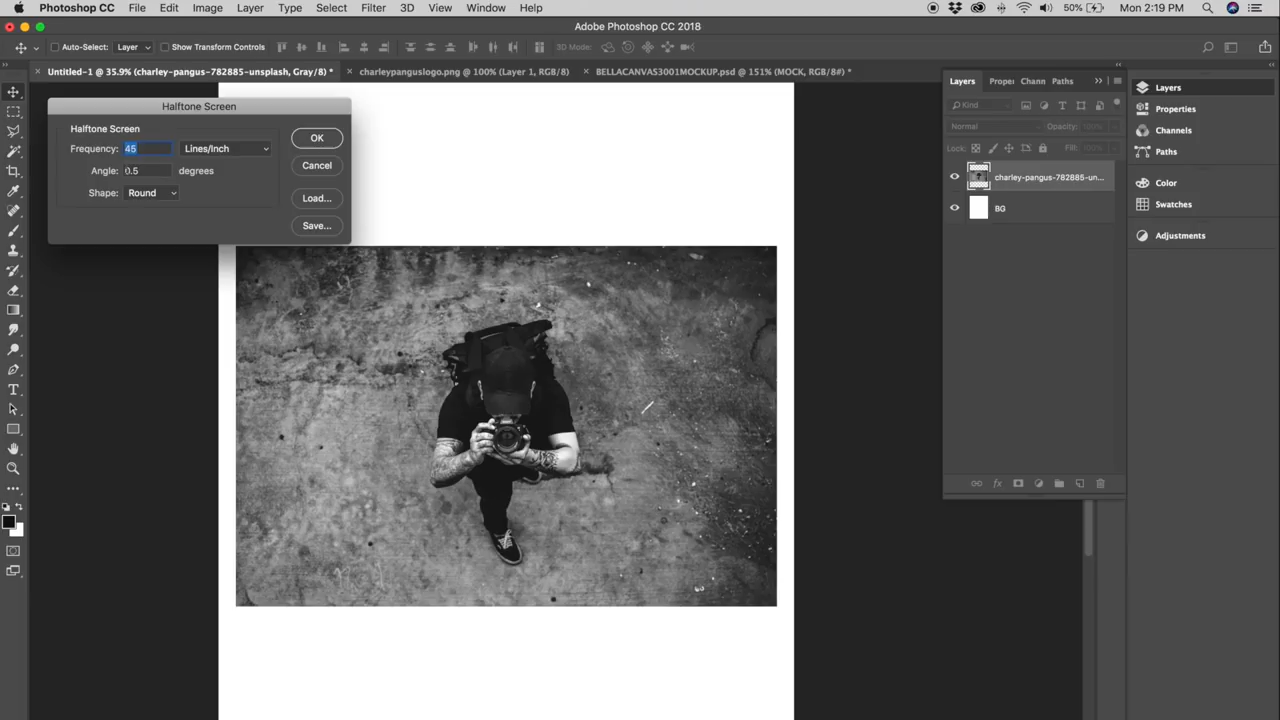 Photoshop CC File Edit Image Layer Type Select Filter 3D View Window Help 50% Mon 2:19 PM
Adobe Photoshop CC 2018
Auto-Select: Layer Show Transform Controls 3D Mode:
Untitled-1 @ 35.9% (charley-pangus-782885-unsplash, Gray/8) * charleypanguslogo.png @ 100% (Layer 1, RGB/8) BELLACANVAS3001MOCKUP.psd @ 151% (MOCK, RGB/8#) *
Halftone Screen
Halftone Screen
Frequency: 45 Lines/Inch
Angle: 0.5 degrees
Shape: Round
OK
Cancel
Load...
Save...
Layers Proper Chann Paths
Kind
Normal Opacity:
Lock: Fill:
charley-pangus-782885-un...
BG
Layers
Properties
Channels
Paths
Color
Swatches
Adjustments